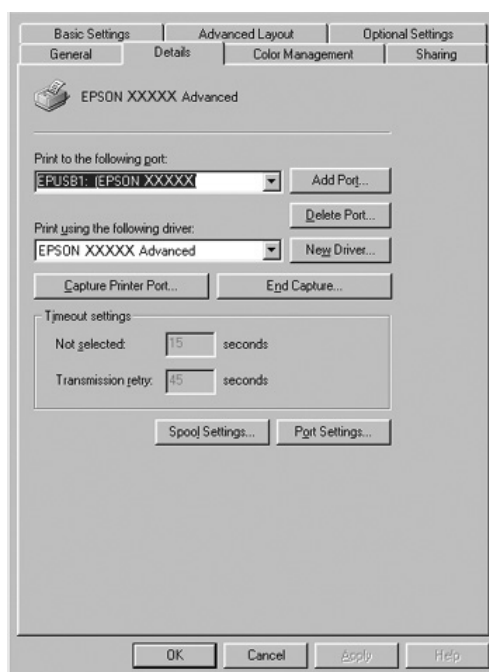 Basic Settings Advanced Layout Optional Settings
General Details Color Management Sharing
EPSON XXXXX Advanced
Print to the following port:
EPUSB1: (EPSON XXXXX Add Port...
Delete Port...
Print using the following driver:
EPSON XXXXX Advanced New Driver...
Capture Printer Port... End Capture...
Timeout settings
Not selected: 15 seconds
Transmission retry: 45 seconds
Spool Settings... Port Settings...
OK Cancel Apply Help